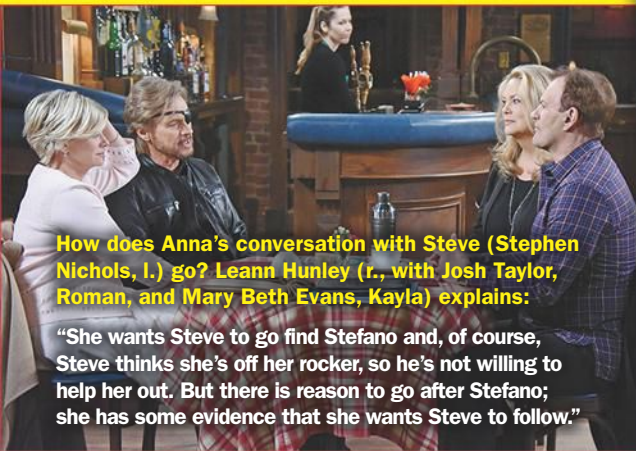 How does Anna’s conversation with Steve (Stephen
Nichols, l.) go? Leann Hunley (r., with Josh Taylor,
Roman, and Mary Beth Evans, Kayla) explains:
“She wants Steve to go find Stefano and, of course,
Steve thinks she’s off her rocker, so he’s not willing to
help her out. But there is reason to go after Stefano;
she has some evidence that she wants Steve to follow.”